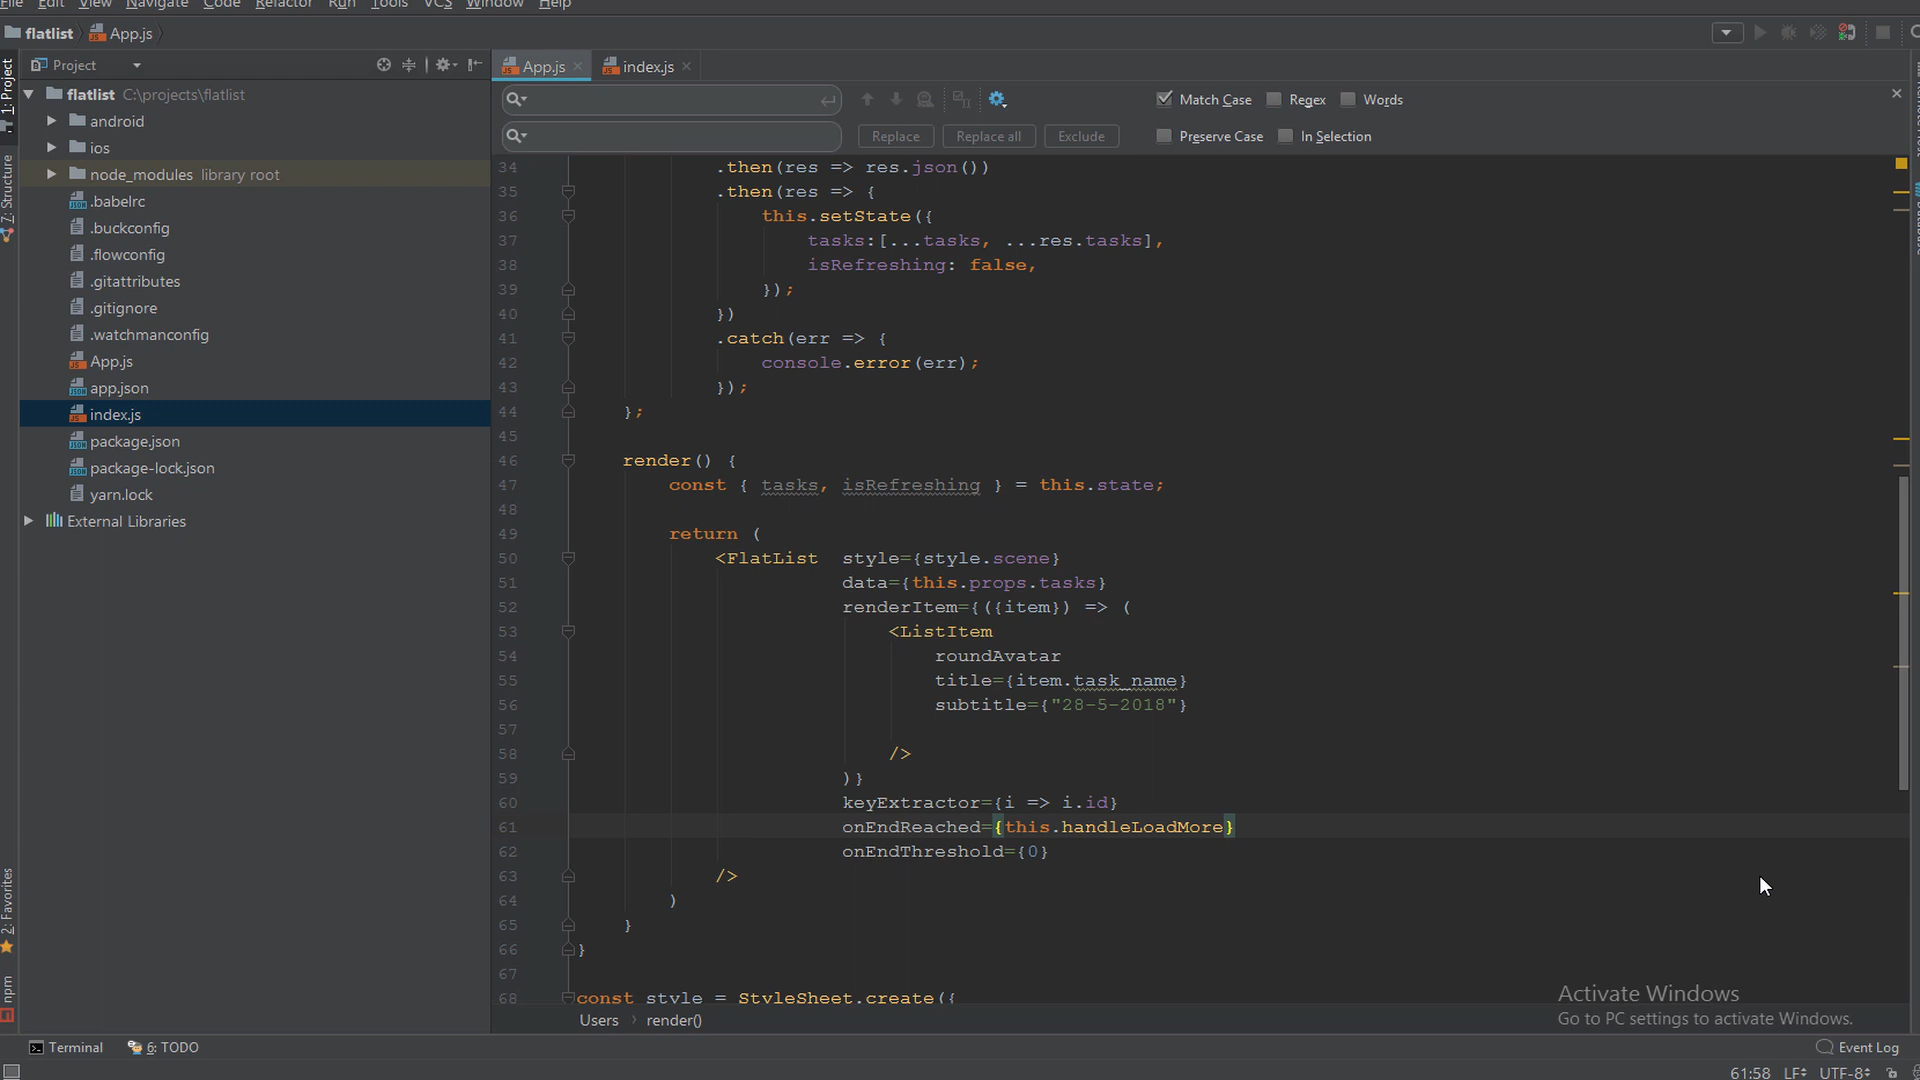 File Edit View Navigate Code Refactor Run Tools VCS Window Help
flatlist App.js
Project
App.js index.js
flatlist C:\projects\flatlist
android
ios
node_modules library root
.babelrc
.buckconfig
.flowconfig
.gitattributes
.gitignore
.watchmanconfig
App.js
app.json
index.js
package.json
package-lock.json
yarn.lock
External Libraries
1: Project
7: Structure
2: Favorites
npm
Match Case Regex Words
Replace Replace all Exclude Preserve Case In Selection
34 .then(res => res.json())
35 .then(res => {
36 this.setState({
37 tasks:[...tasks, ...res.tasks],
38 isRefreshing: false,
39 });
40 })
41 .catch(err => {
42 console.error(err);
43 });
44 };
45
46 render() {
47 const { tasks, isRefreshing } = this.state;
48
49 return (
50 <FlatList style={style.scene}
51 data={this.props.tasks}
52 renderItem={({item}) => (
53 <ListItem
54 roundAvatar
55 title={item.task_name}
56 subtitle={"28-5-2018"}
57
58 />
59 )}
60 keyExtractor={i => i.id}
61 onEndReached={this.handleLoadMore}
62 onEndThreshold={0}
63 />
64 )
65 }
66 }
67
68 const style = StyleSheet.create({
Users render()
Activate Windows
Go to PC settings to activate Windows.
Terminal 6: TODO
Event Log
61:58 LF UTF-8